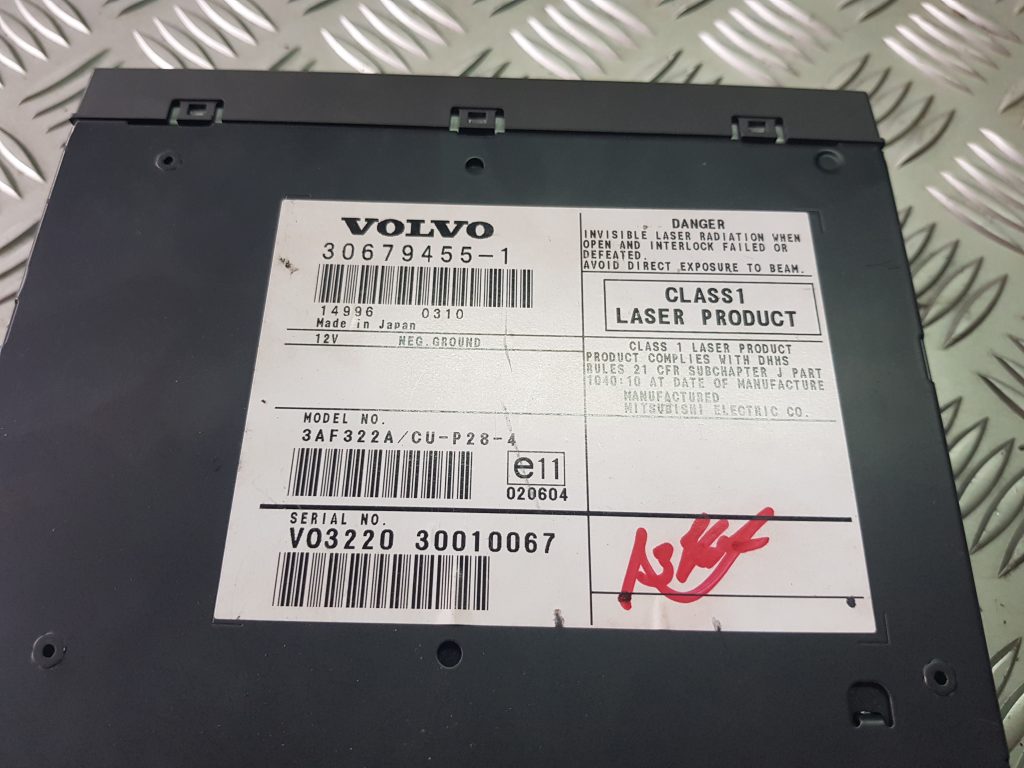 VOLVO
30679455-1
14996 0310
Made in Japan
12V NEG.GROUND
MODEL NO.
3AF322A/CU-P28-4
e11
020604
SERIAL NO.
VO3220 30010067
DANGER
INVISIBLE LASER RADIATION WHEN
OPEN AND INTERLOCK FAILED OR
DEFEATED.
AVOID DIRECT EXPOSURE TO BEAM.
CLASS1
LASER PRODUCT
CLASS 1 LASER PRODUCT
PRODUCT COMPLIES WITH DHHS
RULES 21 CFR SUBCHAPTER J PART
1040:10 AT DATE OF MANUFACTURE
MANUFACTURED
MITSUBISHI ELECTRIC CO.